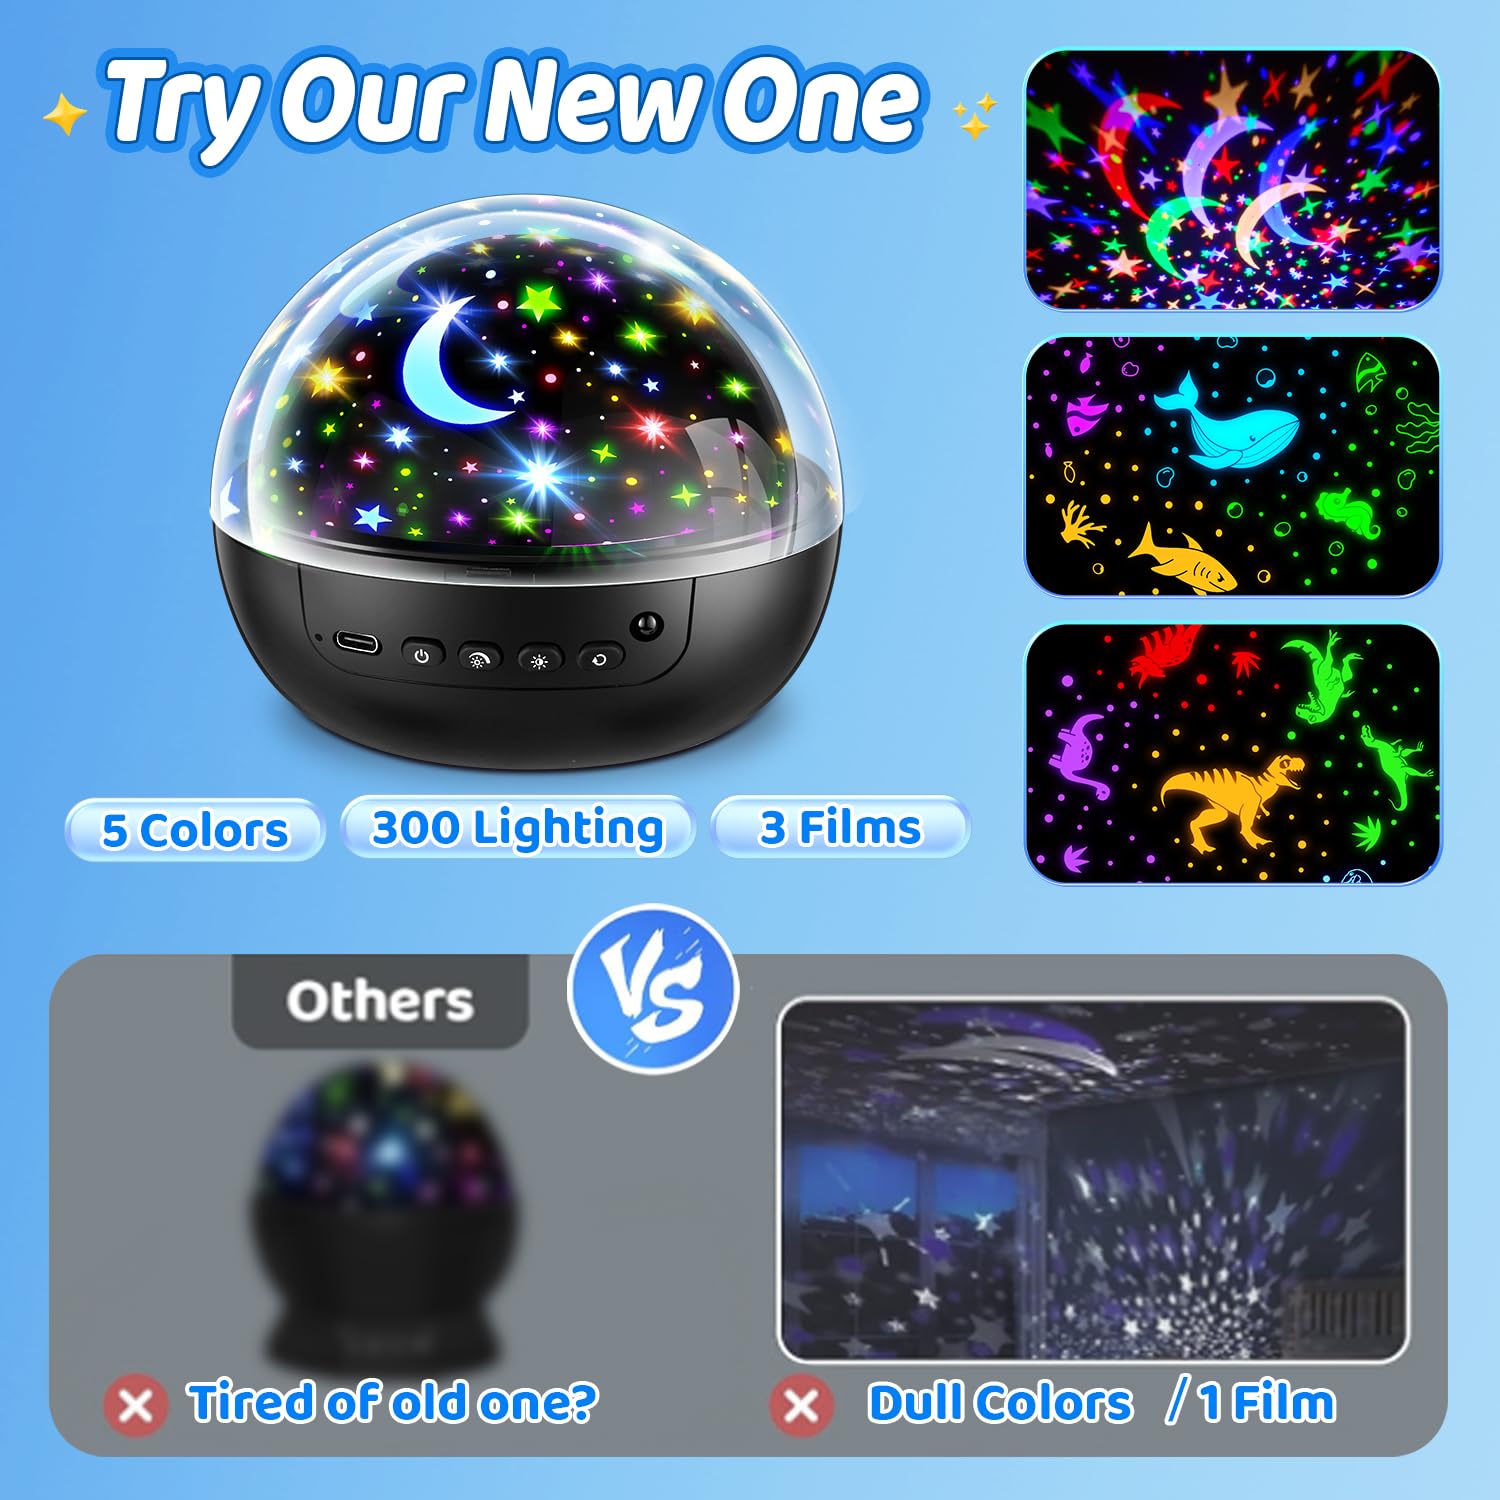 Try Our New One
5 Colors
300 Lighting
3 Films
VS
Others
Tired of old one?
Dull Colors / 1 Film